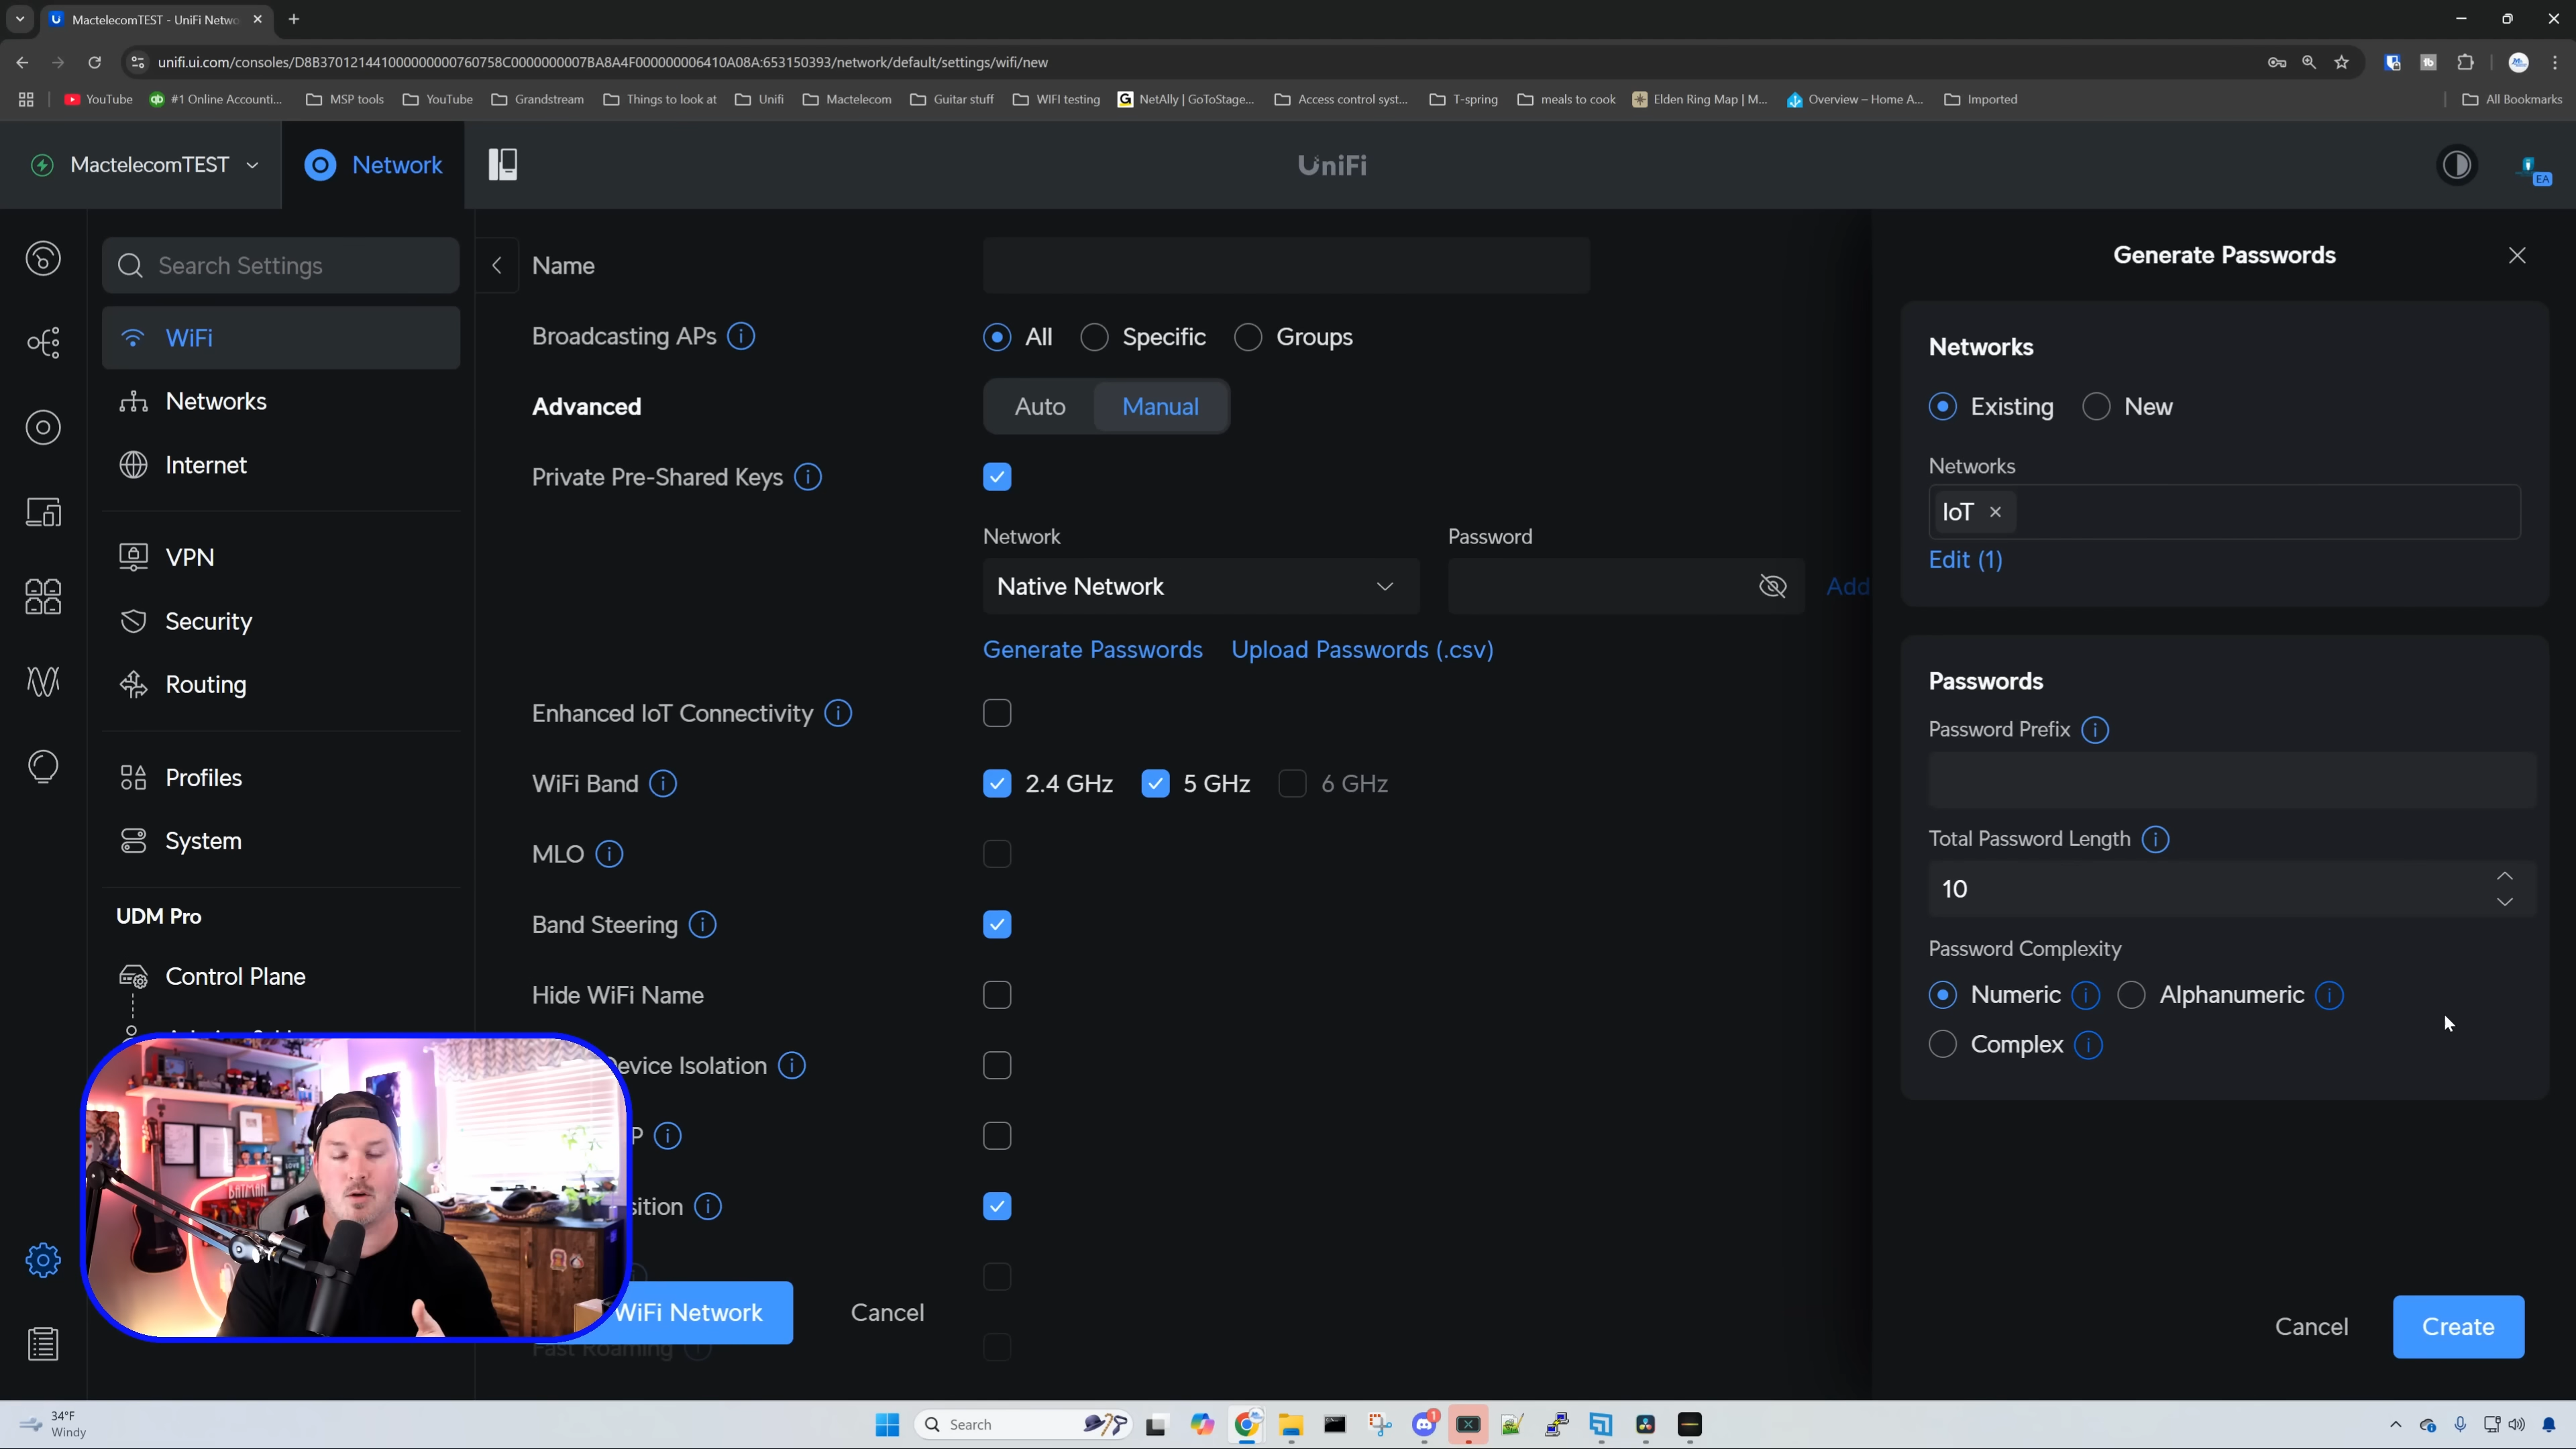 MactelecomTEST - UniFi Netwo
unifi.ui.com/consoles/D8B370121441000000000760758C0000000007BA8A4F000000006410A08A:653150393/network/default/settings/wifi/new
YouTube #1 Online Accounti... MSP tools YouTube Grandstream Things to look at Unifi Mactelecom Guitar stuff WIFI testing NetAlly | GoToStage... Access control syst... T-spring meals to cook Elden Ring Map | M... Overview – Home A... Imported All Bookmarks
MactelecomTEST Network UniFi EA
Search Settings
WiFi
Networks
Internet
VPN
Security
Routing
Profiles
System
UDM Pro
Control Plane
Name
Broadcasting APs All Specific Groups
Advanced Auto Manual
Private Pre-Shared Keys
Network Password
Native Network Add
Generate Passwords Upload Passwords (.csv)
Enhanced IoT Connectivity
WiFi Band 2.4 GHz 5 GHz 6 GHz
MLO
Band Steering
Hide WiFi Name
evice Isolation
P
sition
WiFi Network Cancel
Fast Roaming
Generate Passwords
Networks
Existing New
Networks
IoT
Edit (1)
Passwords
Password Prefix
Total Password Length
10
Password Complexity
Numeric Alphanumeric
Complex
Cancel Create
BATMAN
34°F
Windy
Search
1